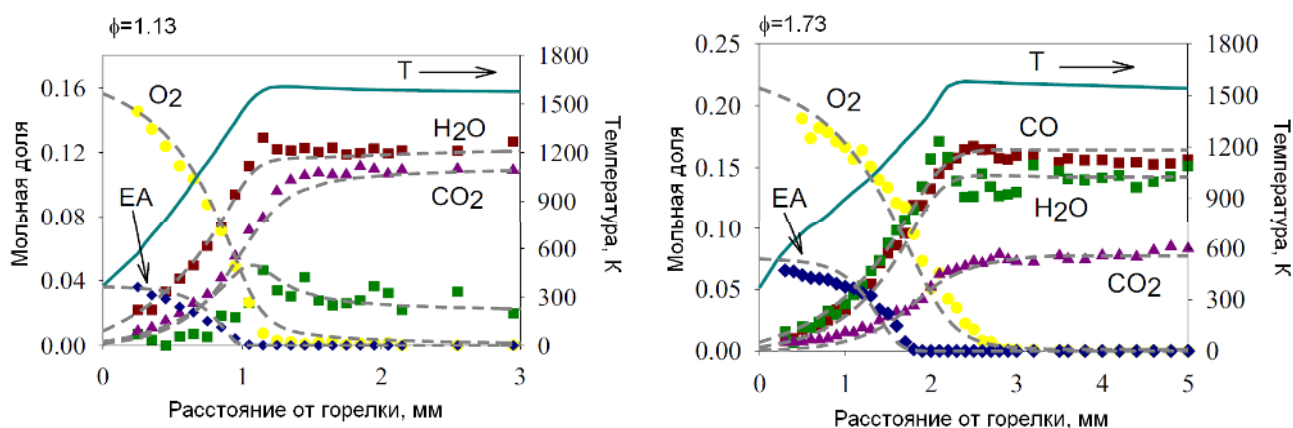 ϕ=1.13
Мольная доля
0.16
0.12
0.08
0.04
0.00
O2
T
H2O
EA
CO2
1800
1500
1200
900
600
300
0
Температура, К
0 1 2 3
Расстояние от горелки, мм
ϕ=1.73
Мольная доля
0.25
0.20
0.15
0.10
0.05
0.00
T
O2
CO
EA
H2O
CO2
1800
1500
1200
900
600
300
0
Температура, К
0 1 2 3 4 5
Расстояние от горелки, мм